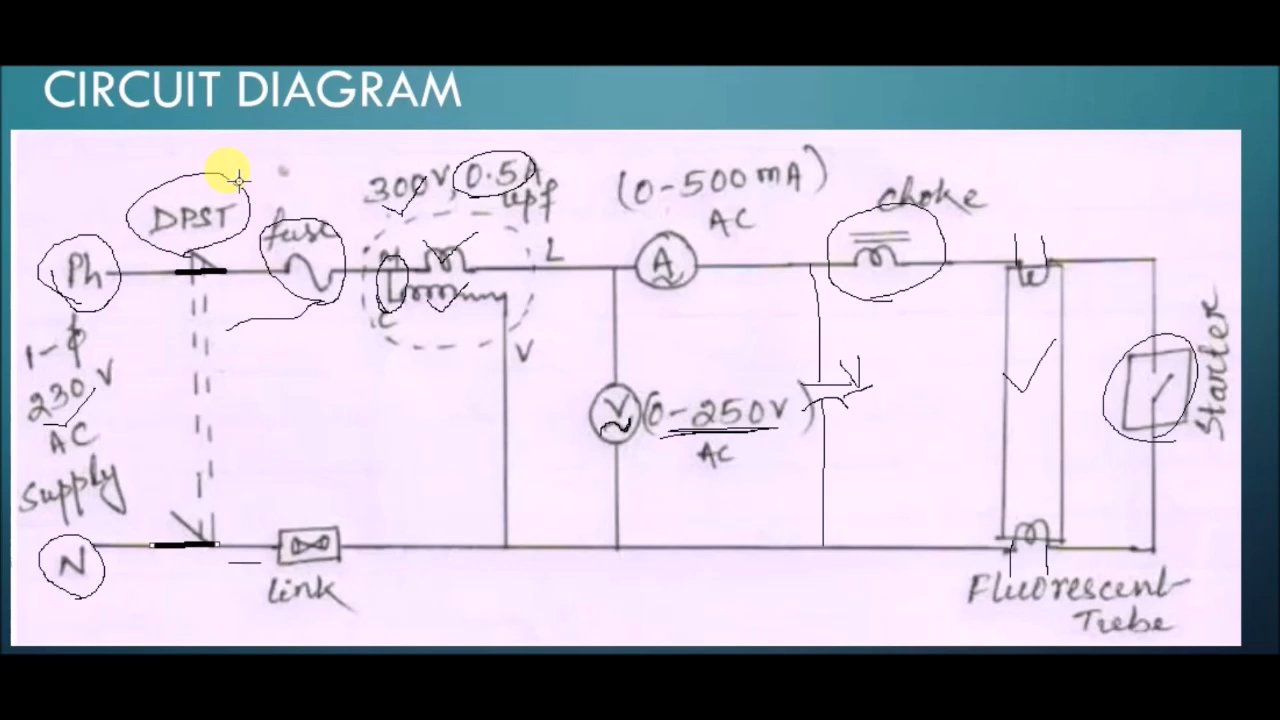 CIRCUIT DIAGRAM
300V, 0.5A
upf
(0-500mA)
AC
choke
DPST
fuse
M
L
Ph
A
C
V
1-ϕ
230V
AC
Supply
V
(0-250V)
AC
Starter
N
Link
Fluorescent
Tube